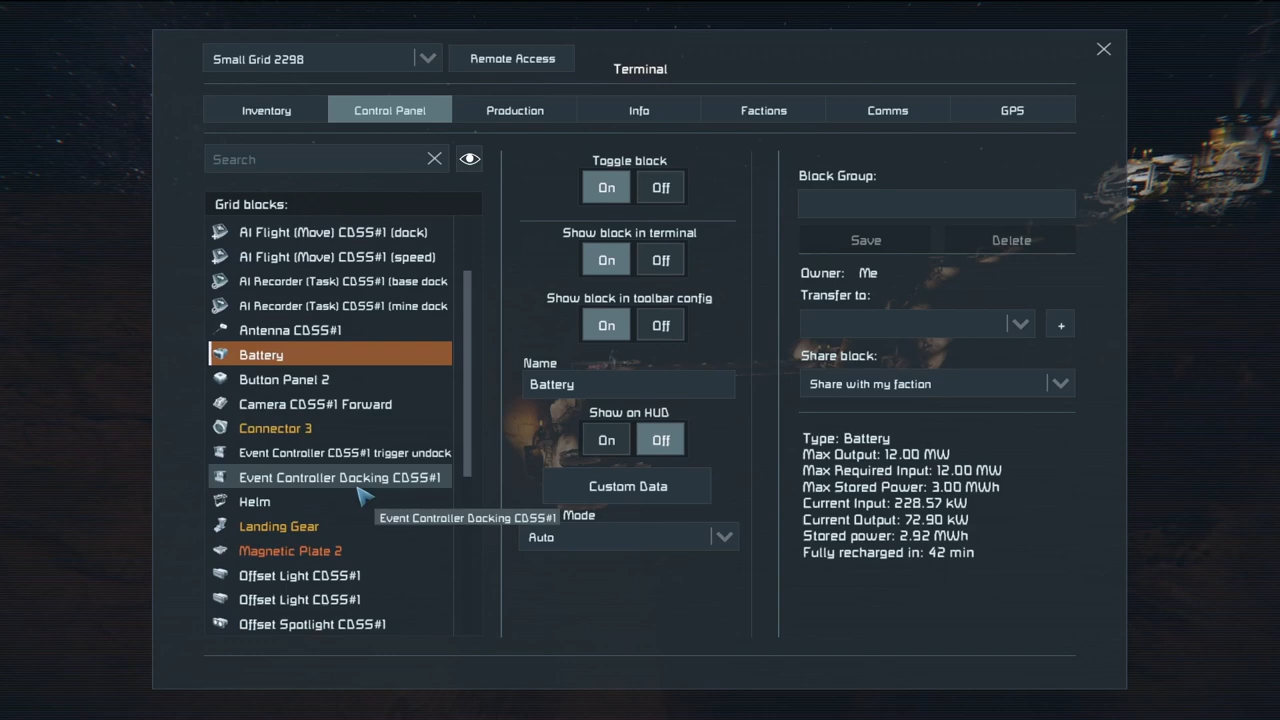 Small Grid 2298
Remote Access
Terminal
Inventory
Control Panel
Production
Info
Factions
Comms
GPS
Search
Grid blocks:
AI Flight (Move) CDSS#1 (dock)
AI Flight (Move) CDSS#1 (speed)
AI Recorder (Task) CDSS#1 (base dock
AI Recorder (Task) CDSS#1 (mine dock
Antenna CDSS#1
Battery
Button Panel 2
Camera CDSS#1 Forward
Connector 3
Event Controller CDSS#1 trigger undock
Event Controller Docking CDSS#1
Helm
Landing Gear
Magnetic Plate 2
Offset Light CDSS#1
Offset Light CDSS#1
Offset Spotlight CDSS#1
Event Controller Docking CDSS#1
Toggle block
On
Off
Show block in terminal
On
Off
Show block in toolbar config
On
Off
Name
Battery
Show on HUD
On
Off
Custom Data
Mode
Auto
Block Group:
Save
Delete
Owner: Me
Transfer to:
+
Share block:
Share with my faction
Type: Battery
Max Output: 12.00 MW
Max Required Input: 12.00 MW
Max Stored Power: 3.00 MWh
Current Input: 228.57 kW
Current Output: 72.90 kW
Stored power: 2.92 MWh
Fully recharged in: 42 min